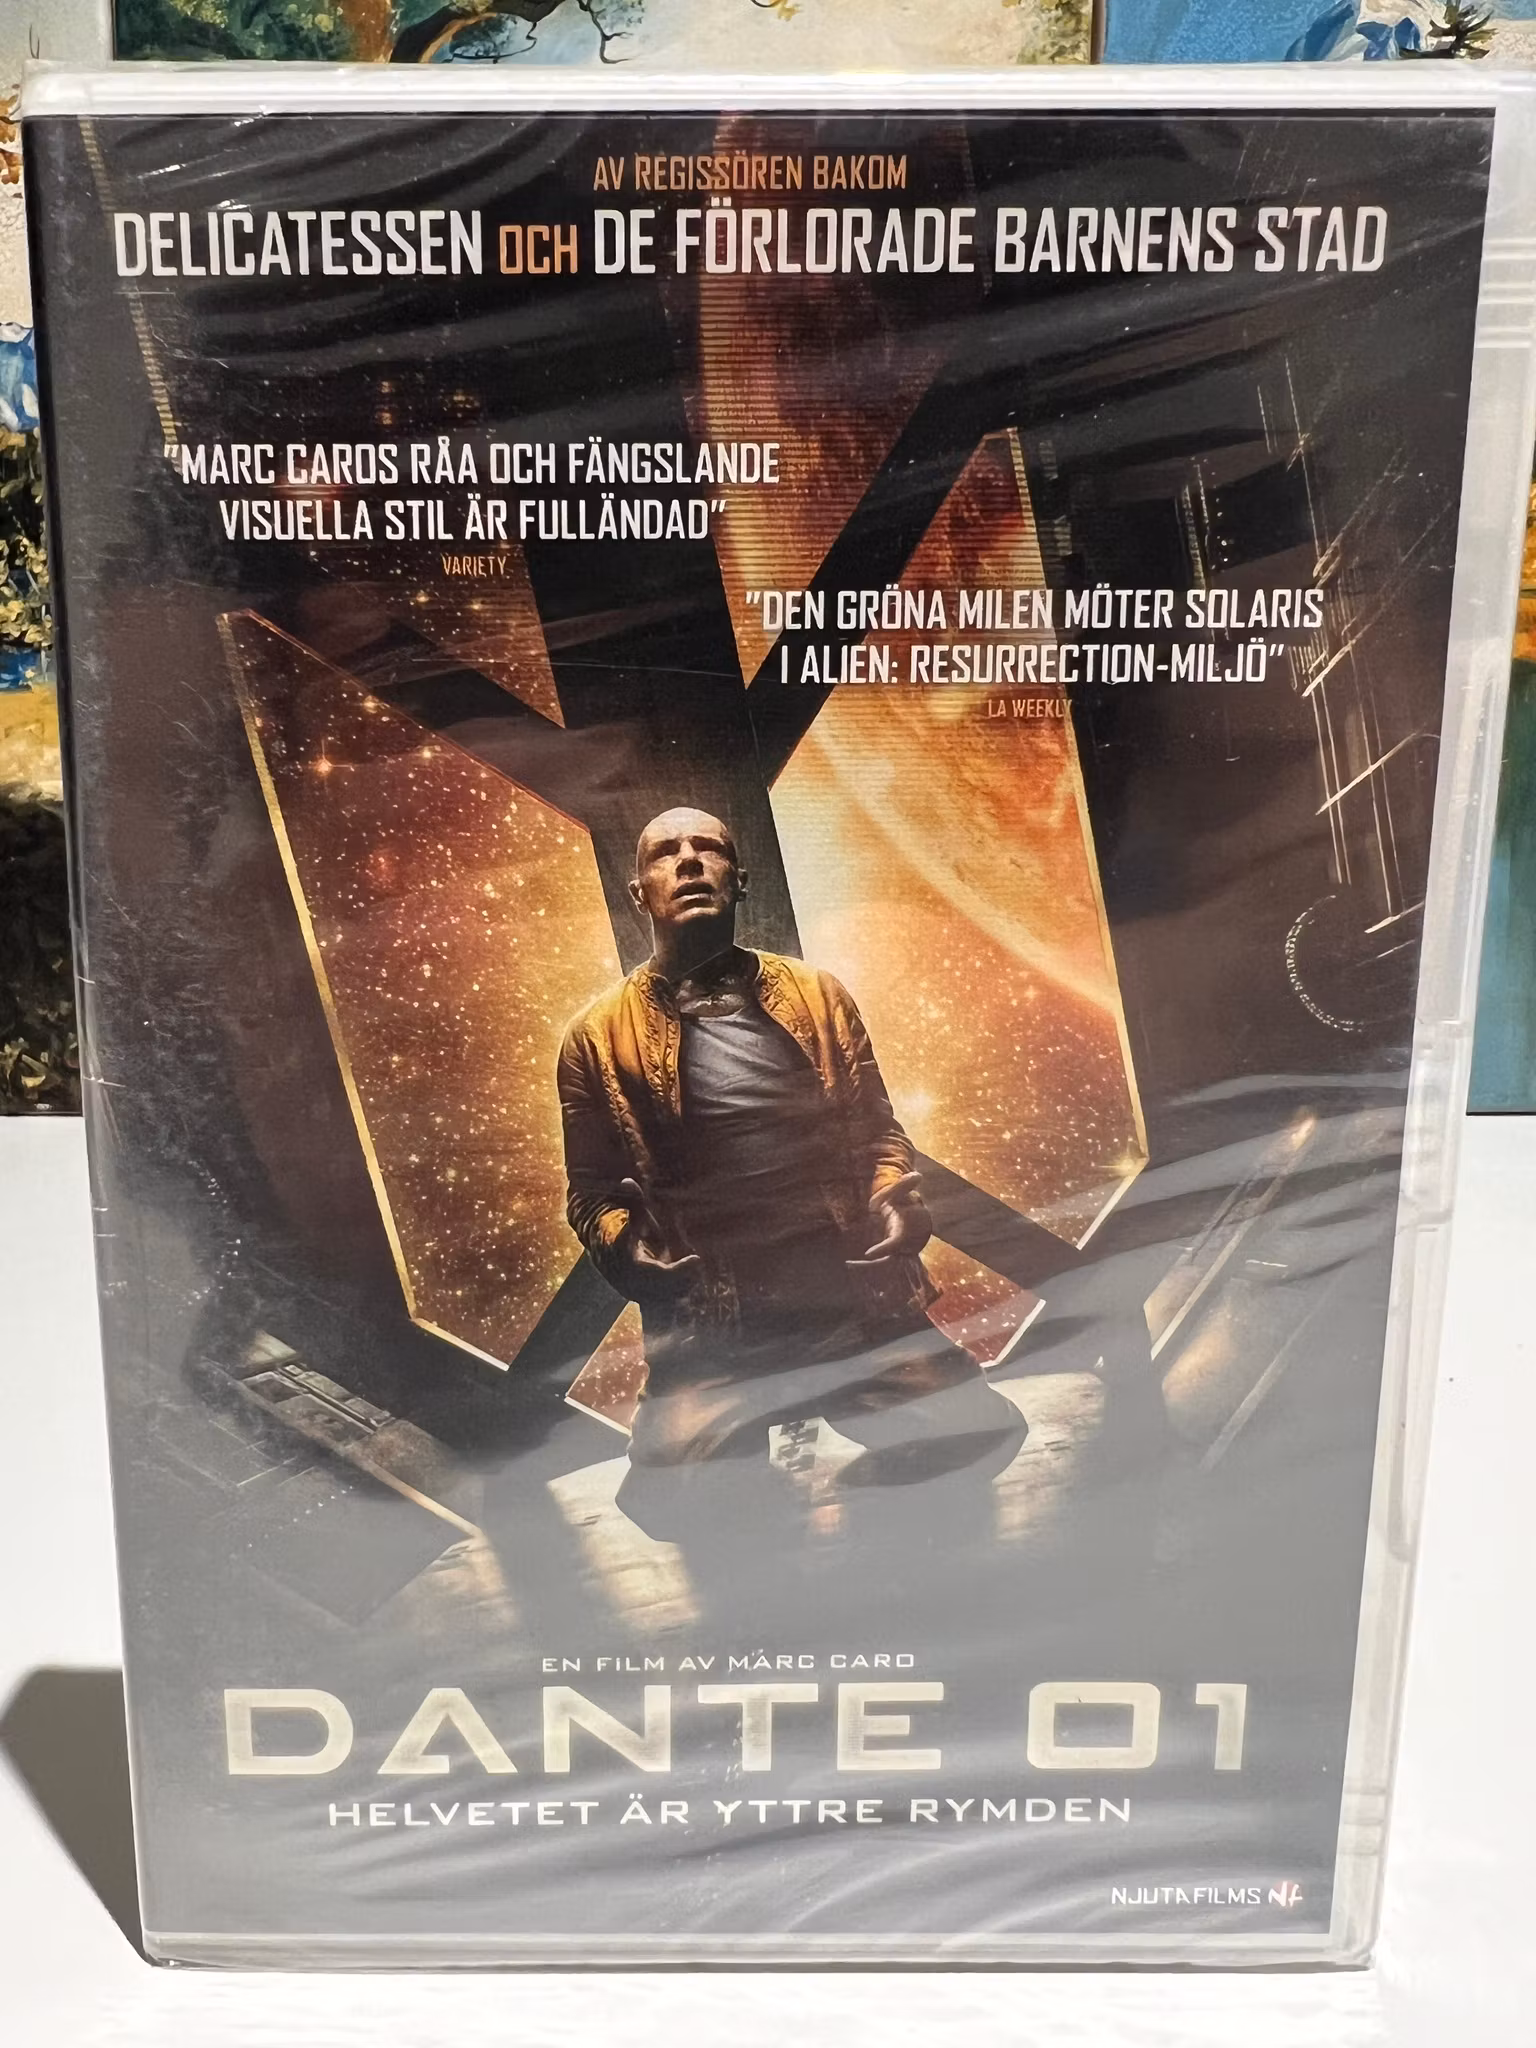 AV REGISSÖREN BAKOM
DELICATESSEN OCH DE FÖRLORADE BARNENS STAD
"MARC CAROS RÅA OCH FÄNGSLANDE
VISUELLA STIL ÄR FULLÄNDAD"
VARIETY
"DEN GRÖNA MILEN MÖTER SOLARIS
I ALIEN: RESURRECTION-MILJÖ"
LA WEEKLY
EN FILM AV MARC CARO
DANTE 01
HELVETET ÄR YTTRE RYMDEN
NJUTAFILMS NF